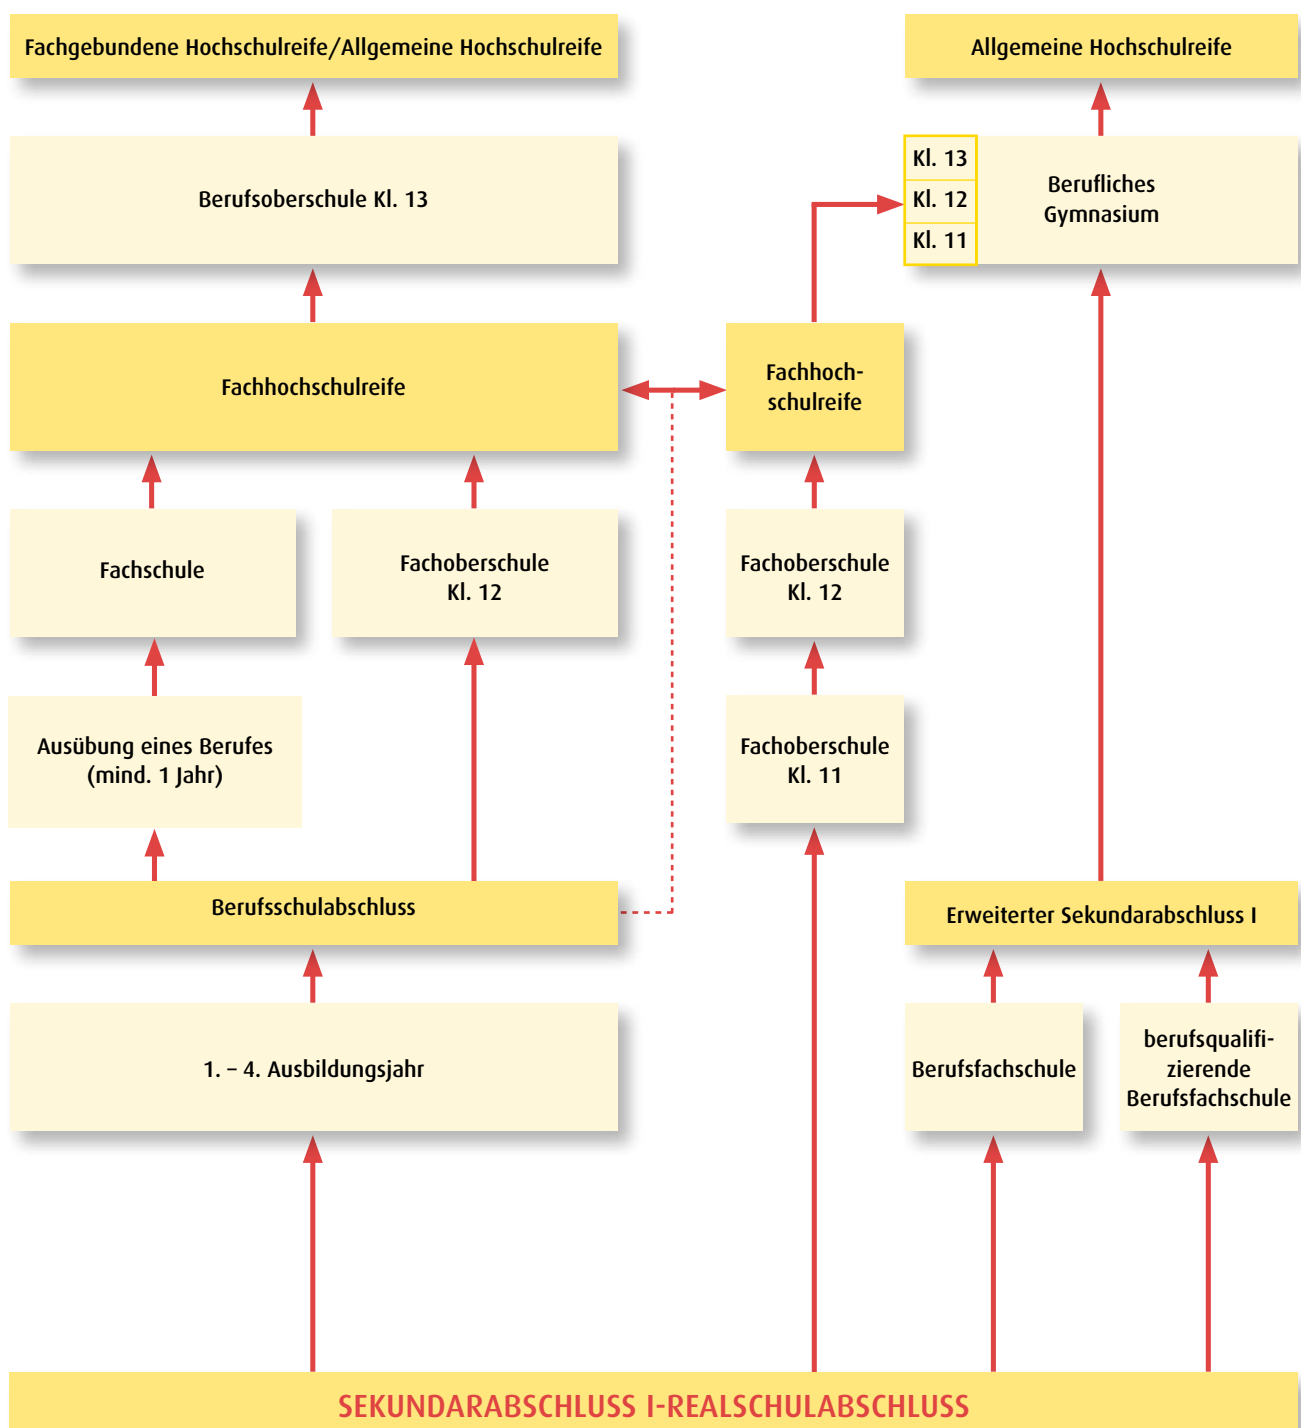 Fachgebundene Hochschulreife/Allgemeine Hochschulreife
Allgemeine Hochschulreife
Berufsoberschule Kl. 13
Kl. 13
Kl. 12
Kl. 11
Berufliches
Gymnasium
Fachhochschulreife
Fachhoch-
schulreife
Fachschule
Fachoberschule
Kl. 12
Fachoberschule
Kl. 12
Ausübung eines Berufes
(mind. 1 Jahr)
Fachoberschule
Kl. 11
Berufsschulabschluss
Erweiterter Sekundarabschluss I
1. – 4. Ausbildungsjahr
Berufsfachschule
berufsqualifi-
zierende
Berufsfachschule
SEKUNDARABSCHLUSS I-REALSCHULABSCHLUSS